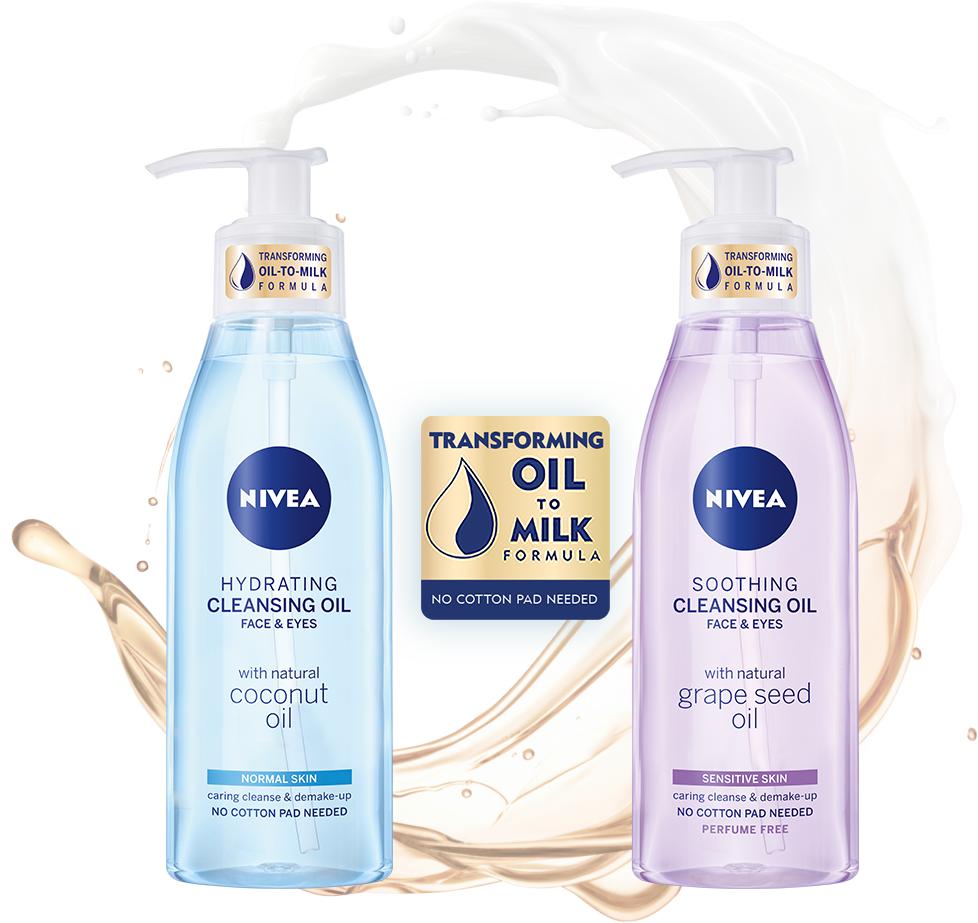 TRANSFORMING
OIL-TO-MILK
FORMULA
NIVEA
HYDRATING
CLEANSING OIL
FACE & EYES
with natural
coconut
oil
NORMAL SKIN
caring cleanse & demake-up
NO COTTON PAD NEEDED
TRANSFORMING
OIL
TO
MILK
FORMULA
NO COTTON PAD NEEDED
TRANSFORMING
OIL-TO-MILK
FORMULA
NIVEA
SOOTHING
CLEANSING OIL
FACE & EYES
with natural
grape seed
oil
SENSITIVE SKIN
caring cleanse & demake-up
NO COTTON PAD NEEDED
PERFUME FREE